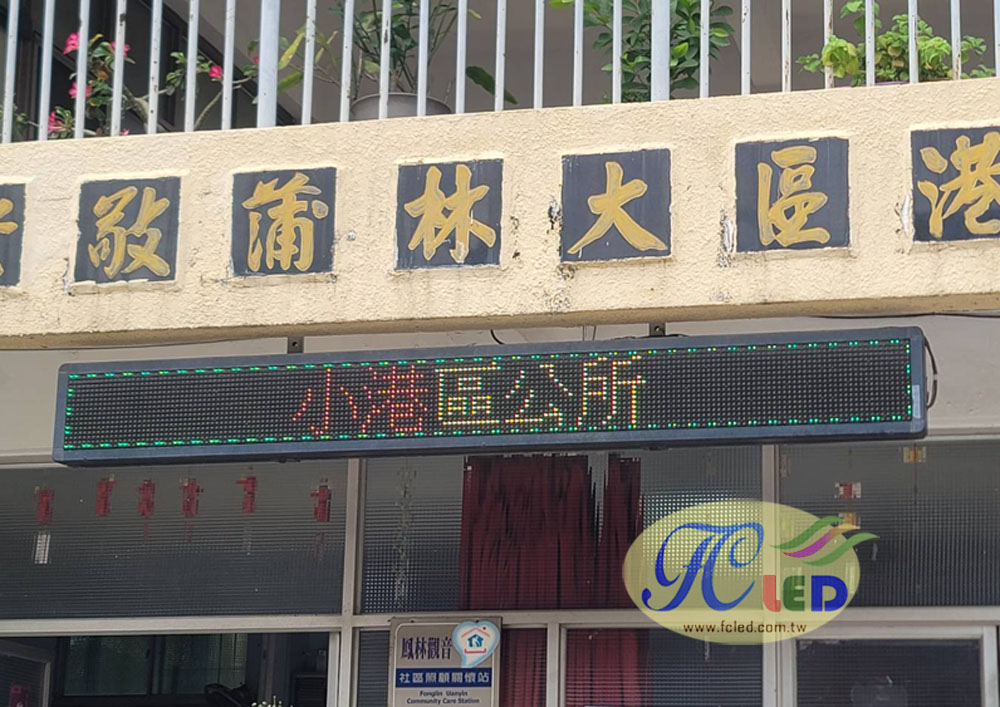 敬蒲林大區港
小港區公所
FC LED
www.fcled.com.tw
鳳林觀音
社區照顧關懷站
Fonglin Uanyin
Community Care Station